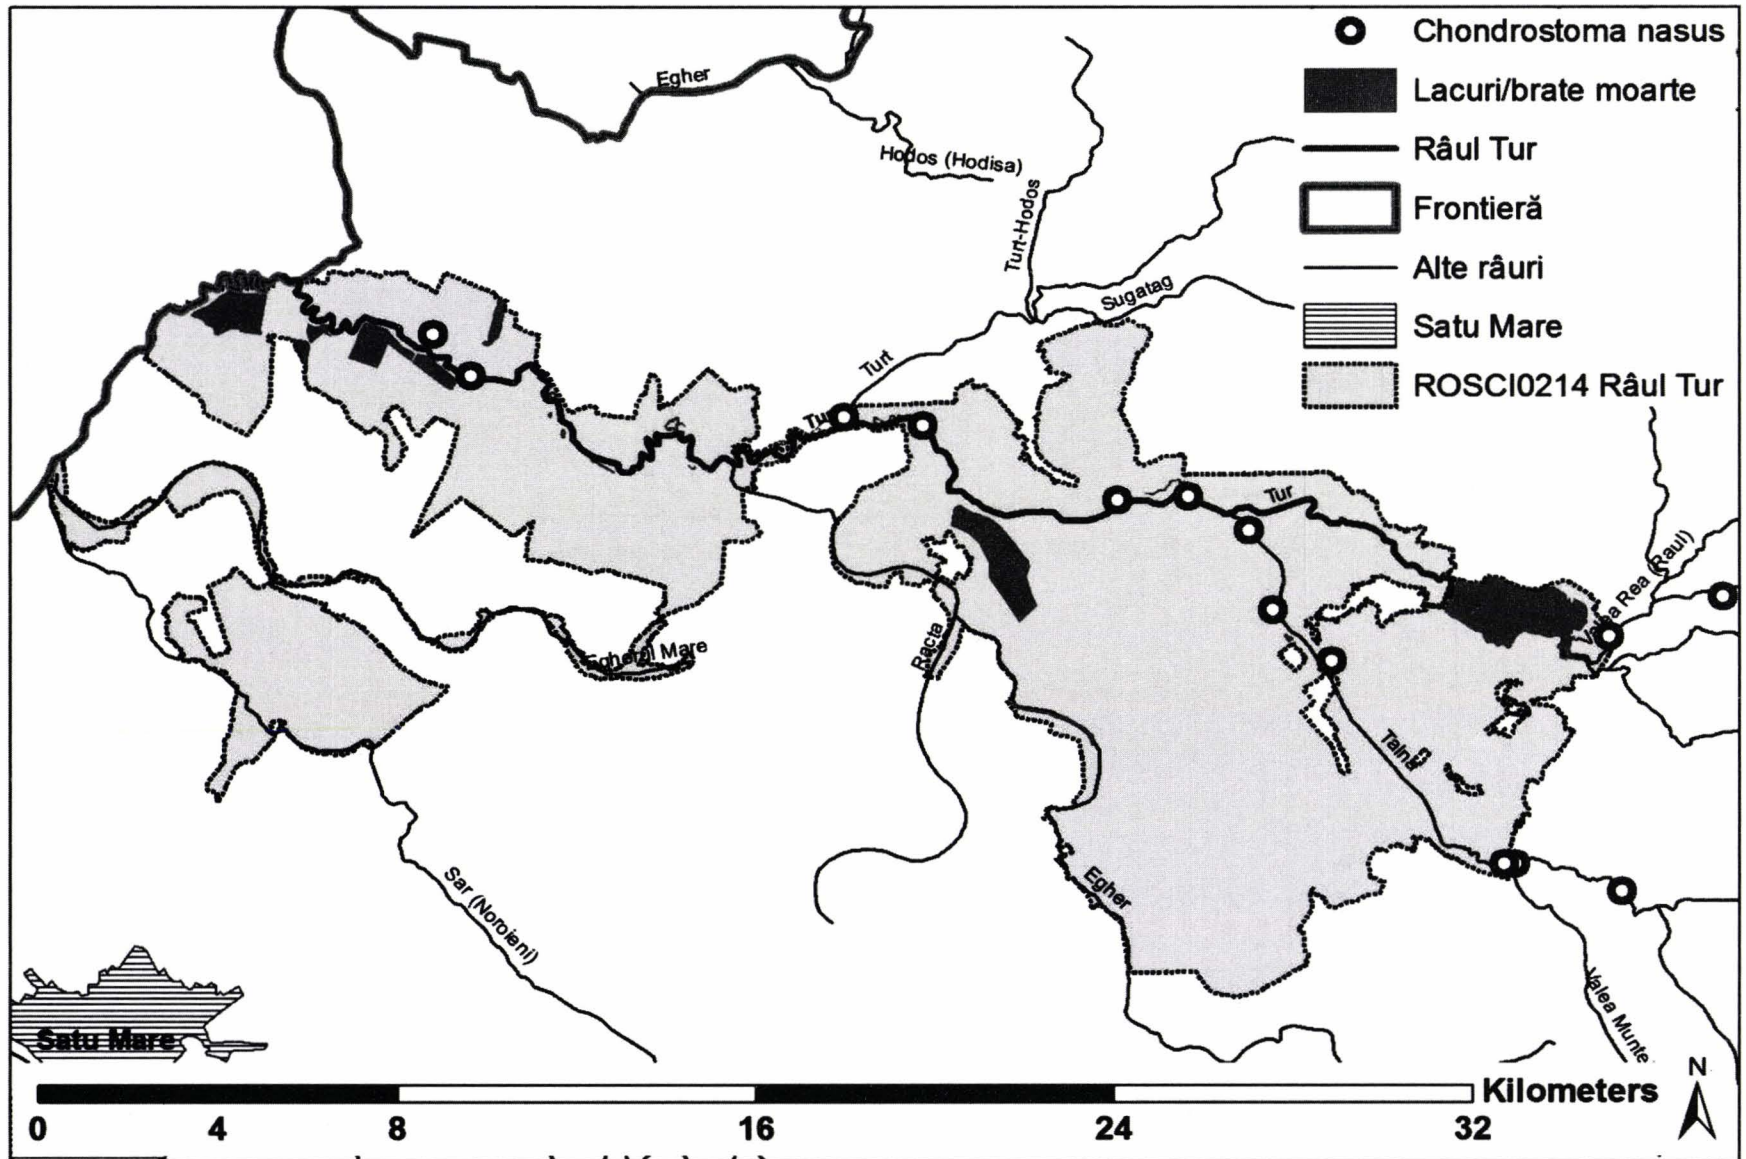 Chondrostoma nasus
Lacuri/brate moarte
Râul Tur
Frontieră
Alte râuri
Satu Mare
ROSCI0214 Râul Tur
Egher
Hodos (Hodisa)
Turt-Hodos
Sugatag
Turt
Tur
Tur
Valea Rea (Raul)
Egherul Mare
Racta
Talna
Egher
Sar (Noroieni)
Valea Munte
Satu Mare
N
Kilometers
0 4 8 16 24 32